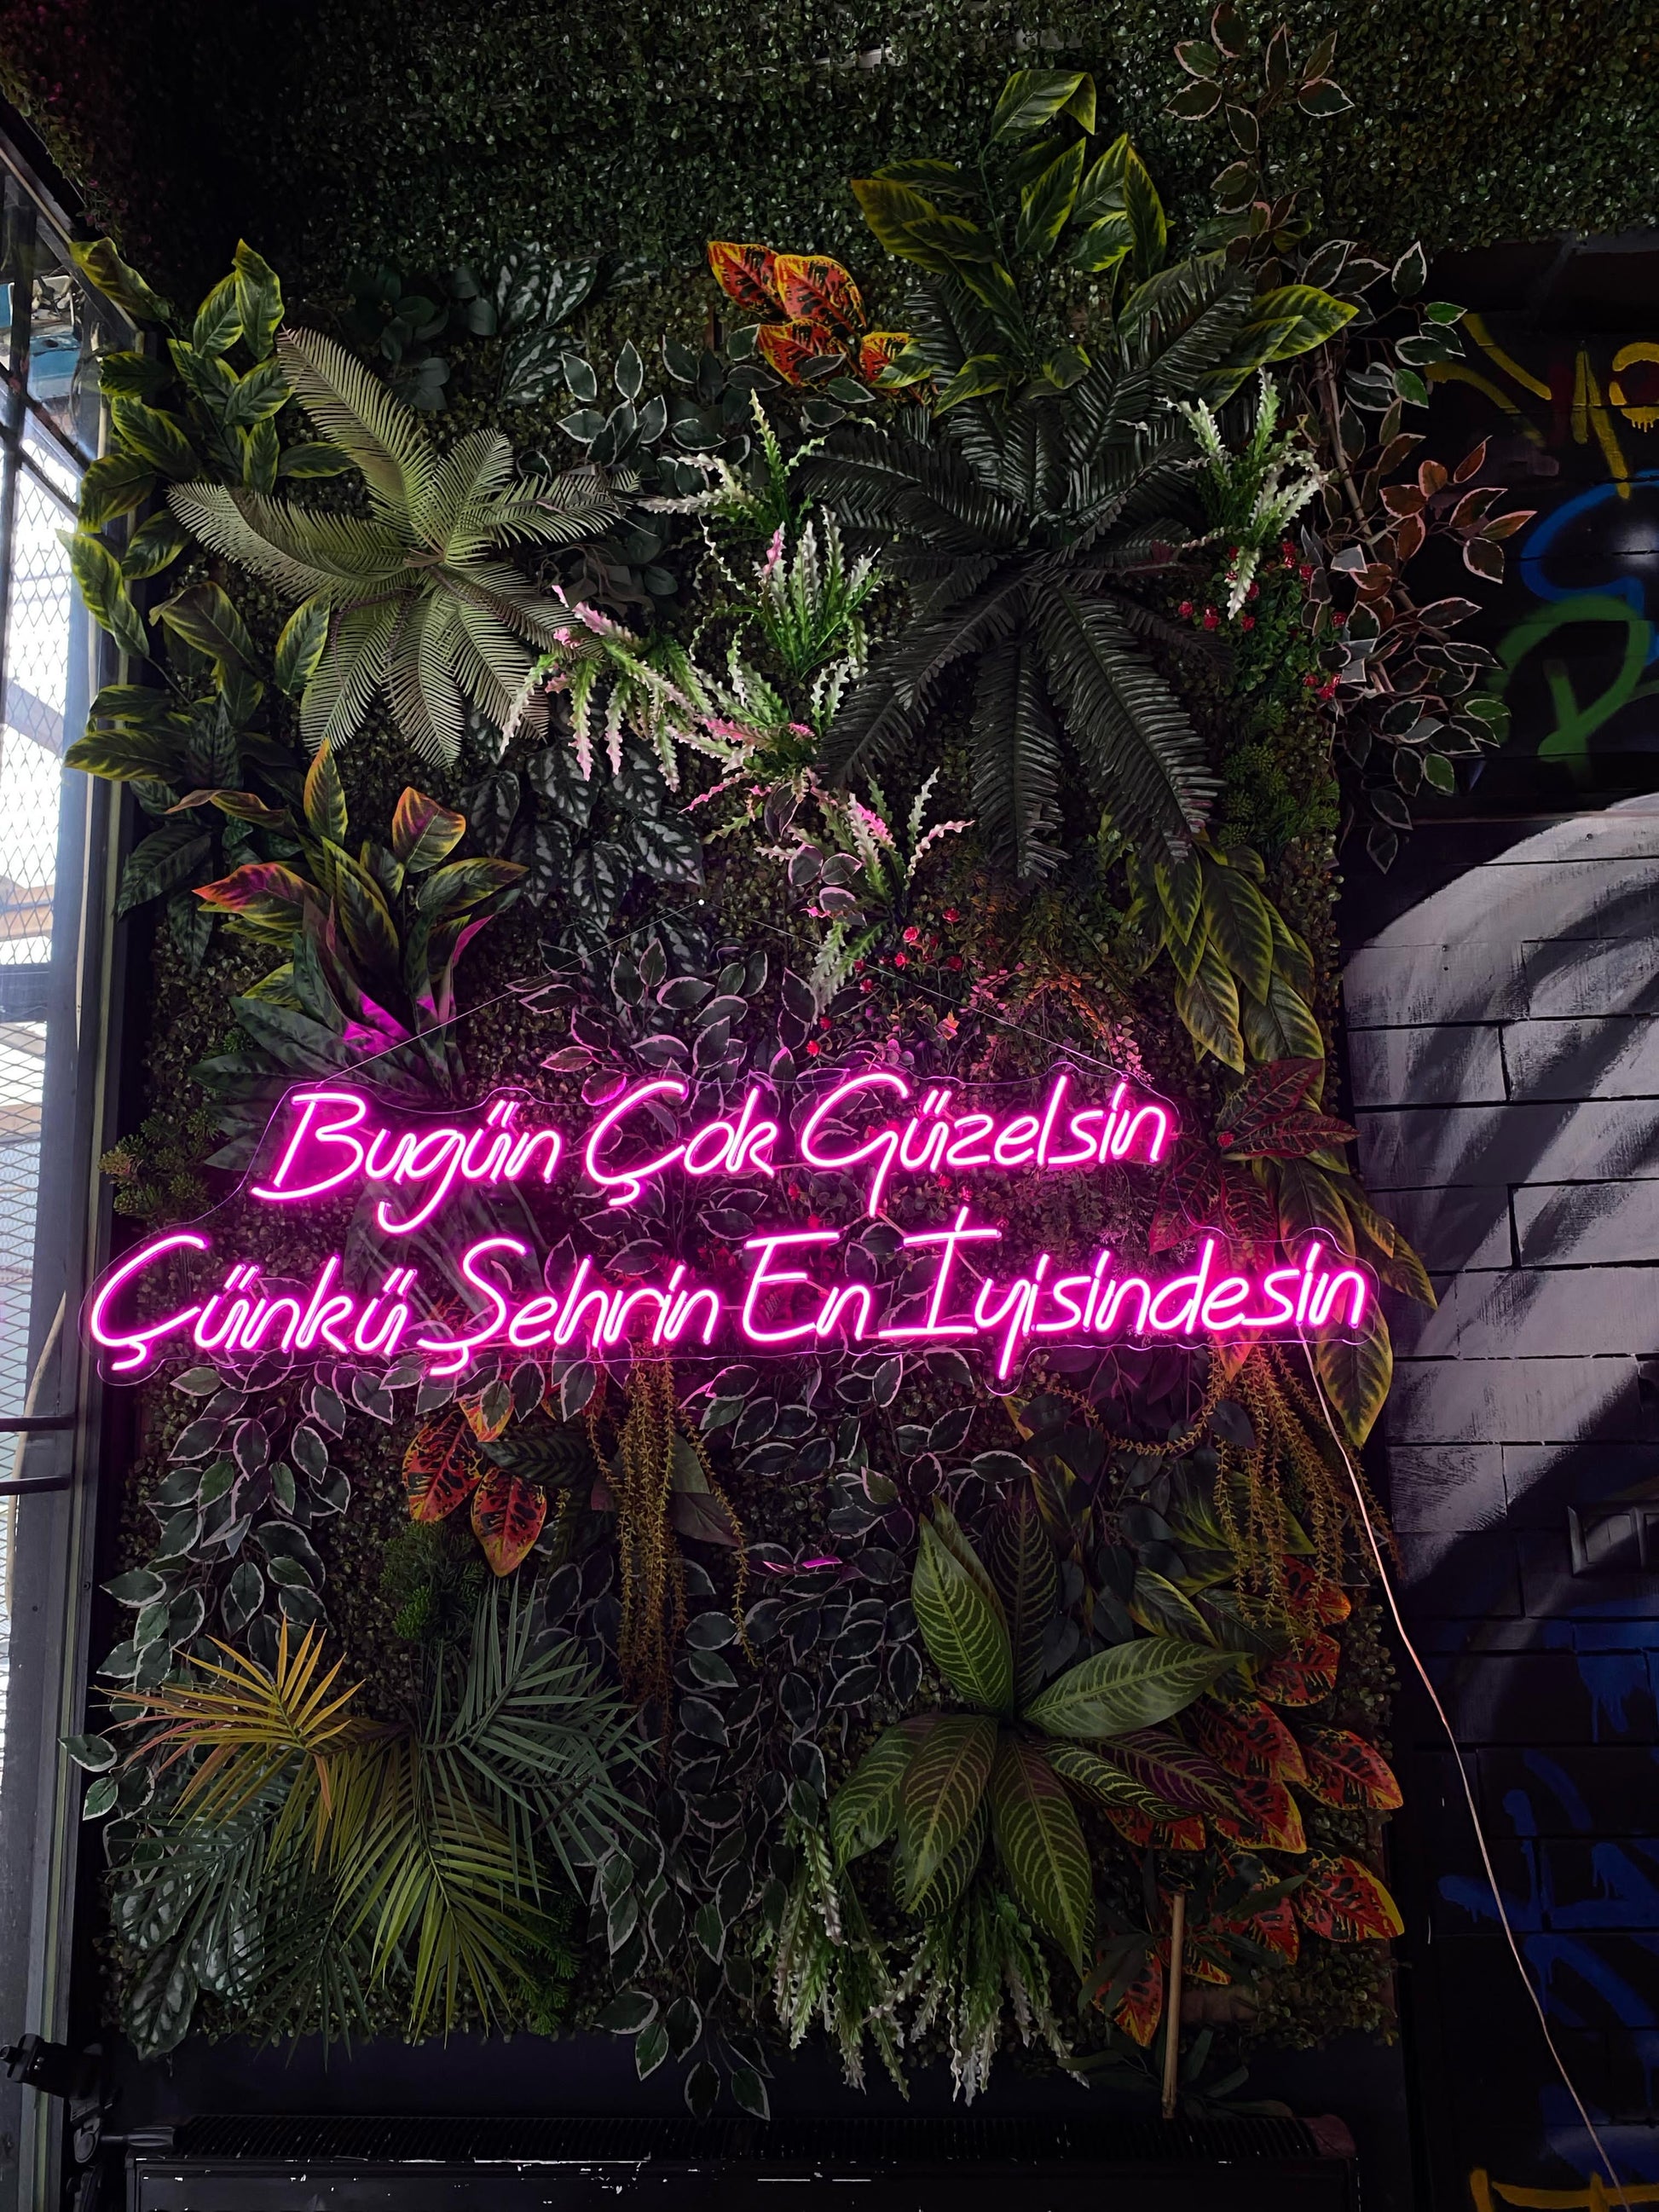 Bugün Çok Güzelsin
Çünkü Şehrin En İyisindesin